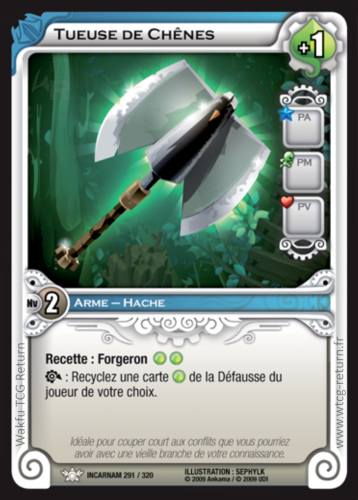 TUEUSE DE CHÊNES
+1
PA
PM
PV
Nv 2
ARME – HACHE
Recette : Forgeron
: Recyclez une carte de la Défausse du
joueur de votre choix.
Idéale pour couper court aux conflits que vous pourriez
avoir avec une vieille branche de votre connaissance.
INCARNAM 291 / 320
ILLUSTRATION : SEPHYLK
© 2009 Ankama / © 2009 UDI
Wakfu TCG Return
www.wtcg-return.fr